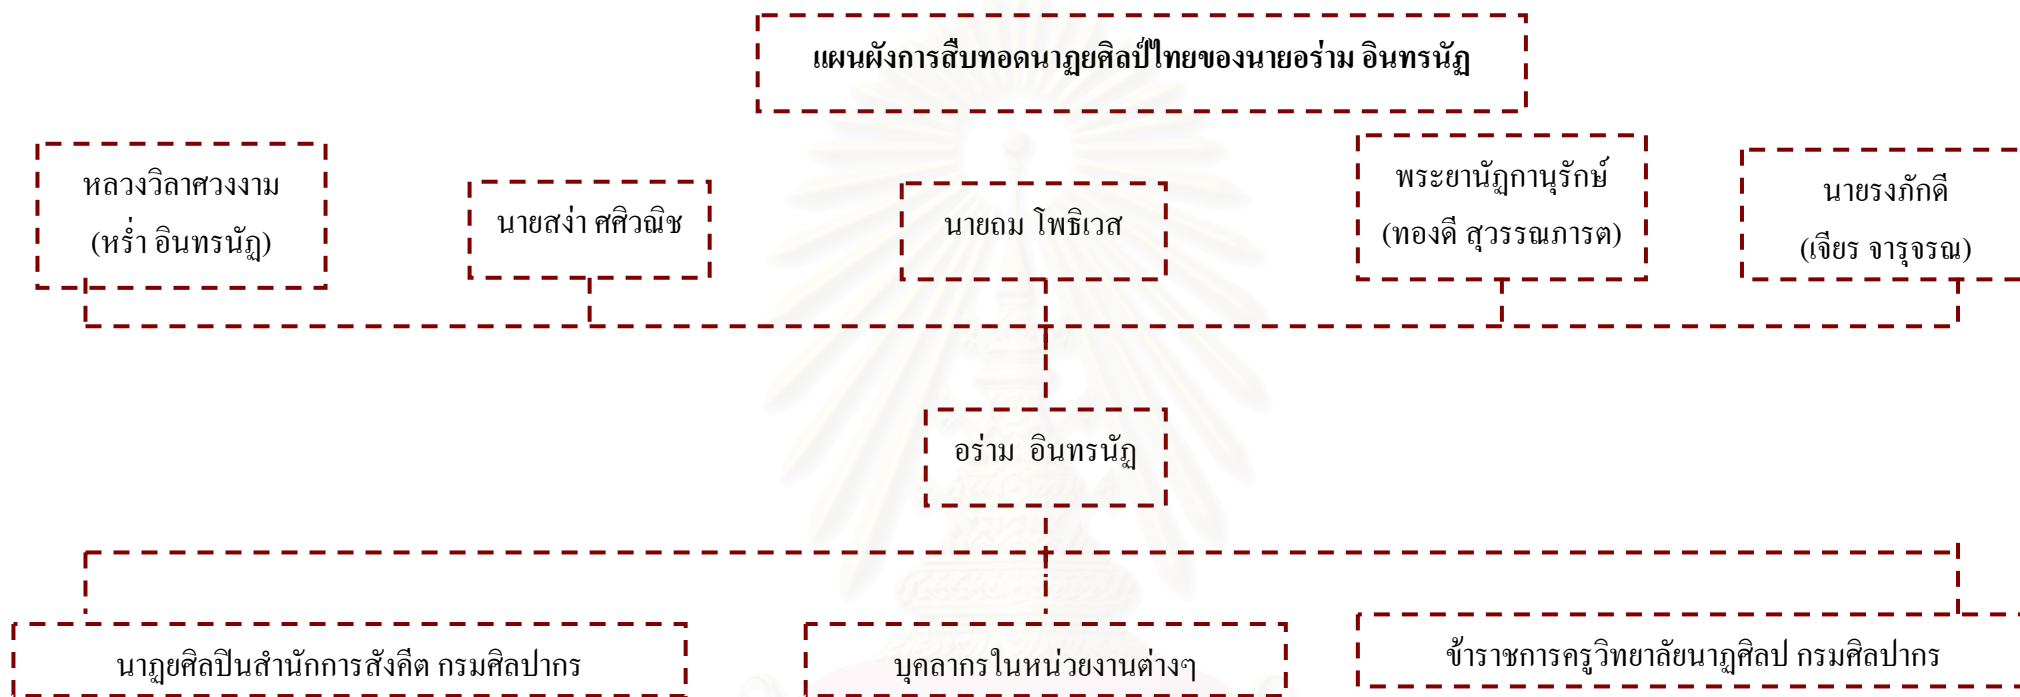 แผนผังการสืบทอดนาฏยศิลป์ไทยของนายอร่าม อินทรนัฏ
หลวงวิลาศวงงาม
(หร่ำ อินทรนัฏ)
นายสง่า ศศิวณิช
นายถม โพธิเวส
พระยานัฏกานุรักษ์
(ทองดี สุวรรณภารต)
นายรงภักดี
(เจียร จารุจรณ)
อร่าม  อินทรนัฏ
นาฏยศิลปินสำนักการสังคีต กรมศิลปากร
บุคลากรในหน่วยงานต่างๆ
ข้าราชการครูวิทยาลัยนาฏศิลป กรมศิลปากร